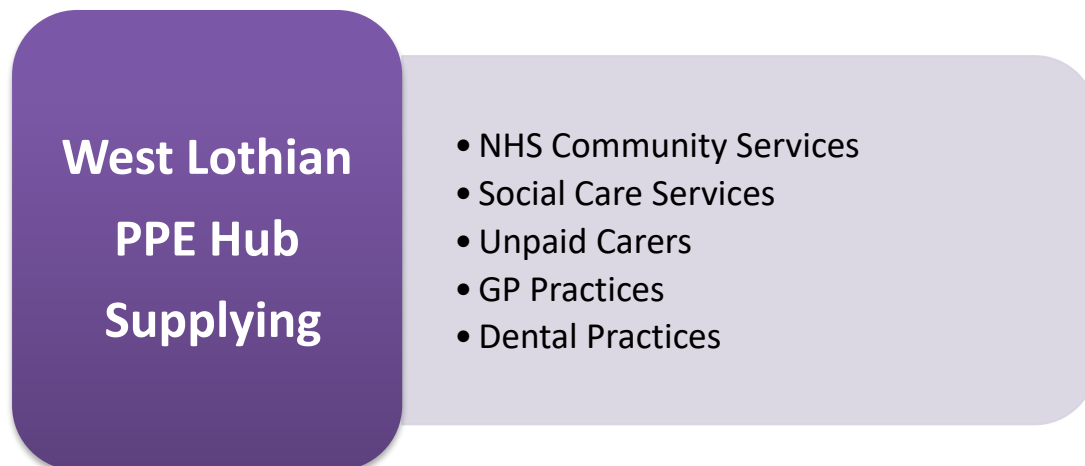 West Lothian
PPE Hub
Supplying
• NHS Community Services
• Social Care Services
• Unpaid Carers
• GP Practices
• Dental Practices